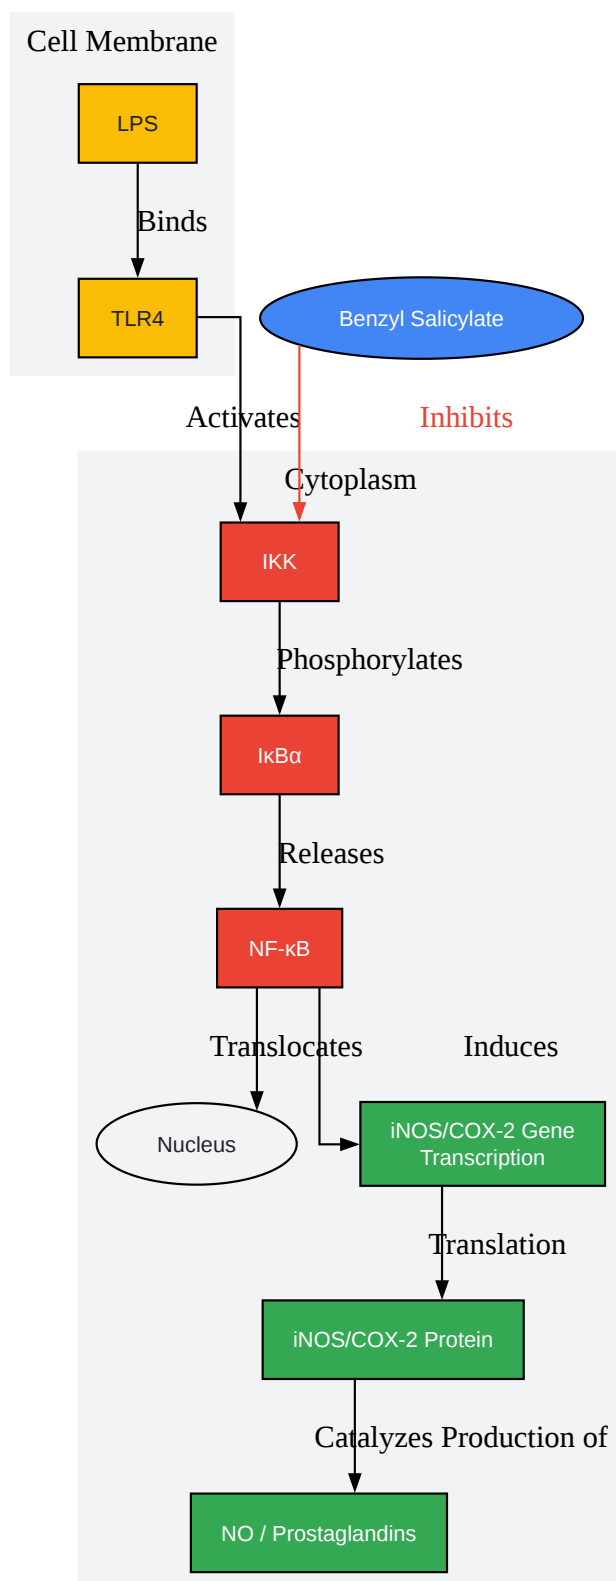 Cell Membrane
LPS
Binds
TLR4
Benzyl Salicylate
Activates
Inhibits
Cytoplasm
IKK
Phosphorylates
IκBα
Releases
NF-κB
Translocates
Induces
Nucleus
iNOS/COX-2 Gene
Transcription
Translation
iNOS/COX-2 Protein
Catalyzes Production of
NO / Prostaglandins